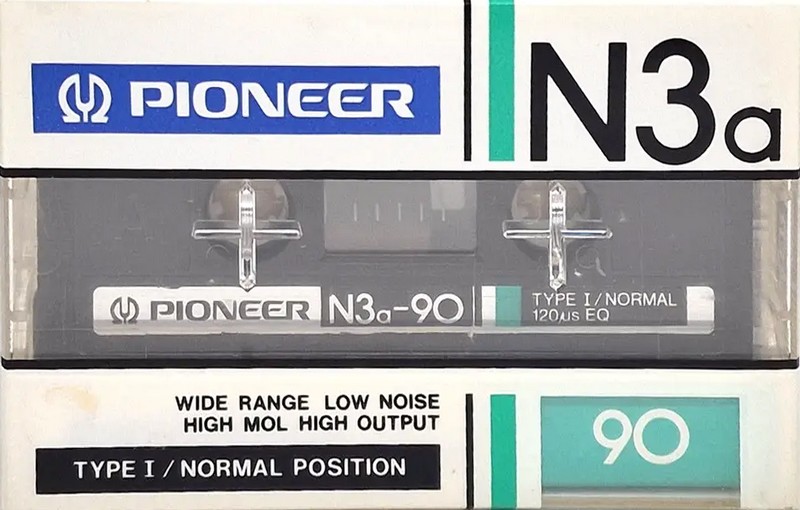 PIONEER
N3a
PIONEER N3a-90 TYPE I/NORMAL
120µs EQ
WIDE RANGE LOW NOISE
HIGH MOL HIGH OUTPUT
TYPE I/NORMAL POSITION
90